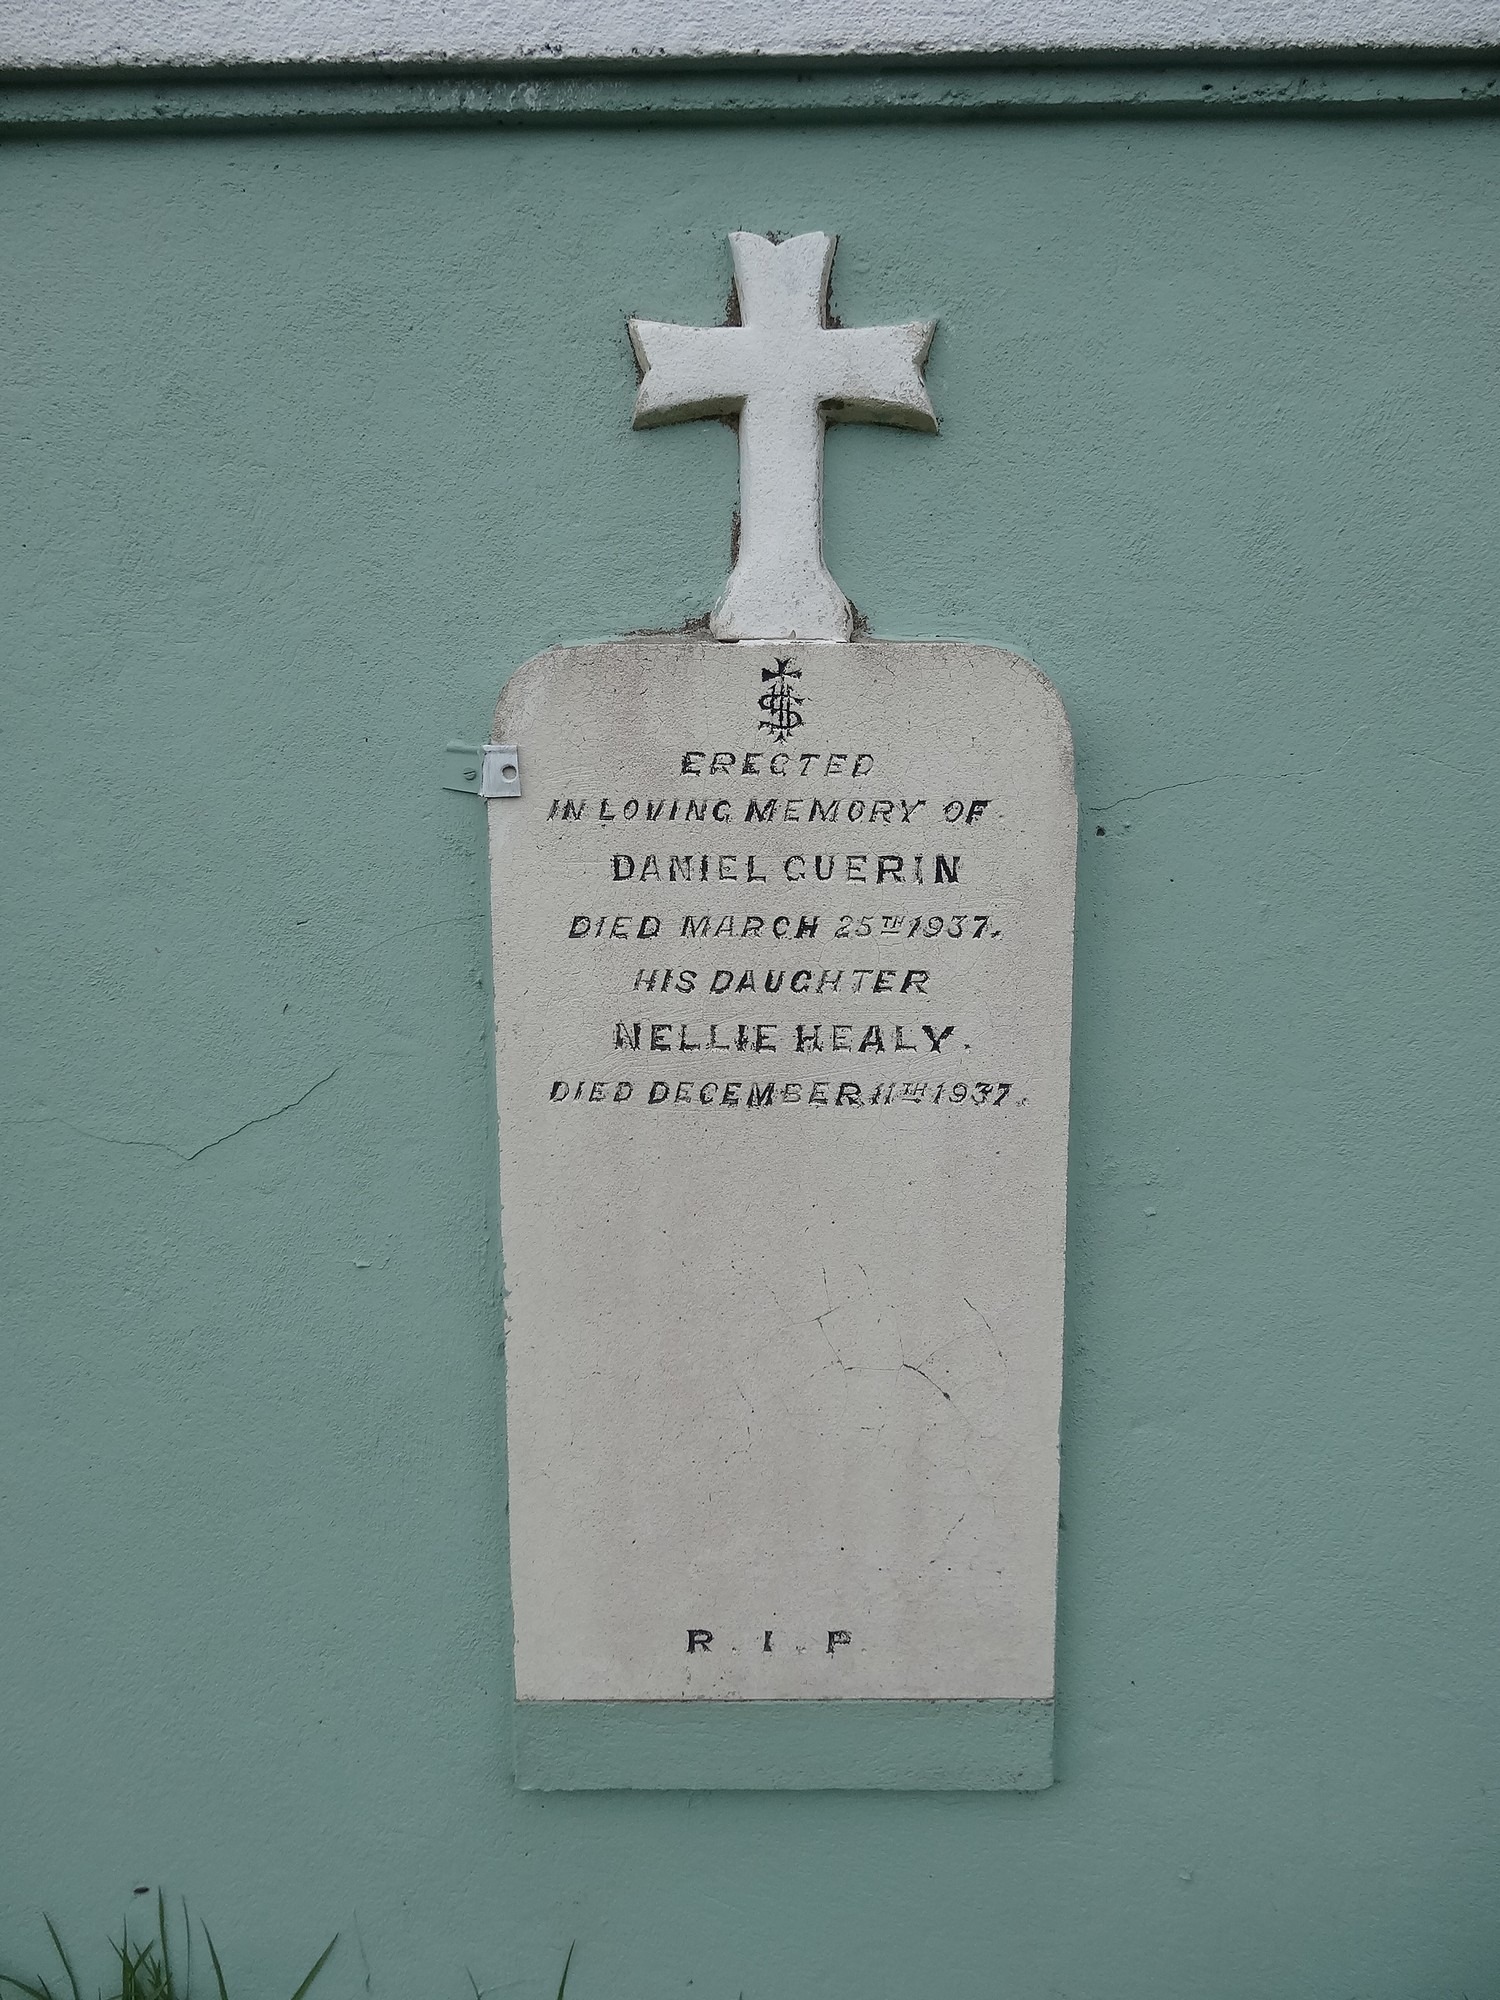 IHS
ERECTED
IN LOVING MEMORY OF
DANIEL GUERIN
DIED MARCH 25TH 1937.
HIS DAUGHTER
NELLIE HEALY.
DIED DECEMBER 11TH 1937.
R. I. P.